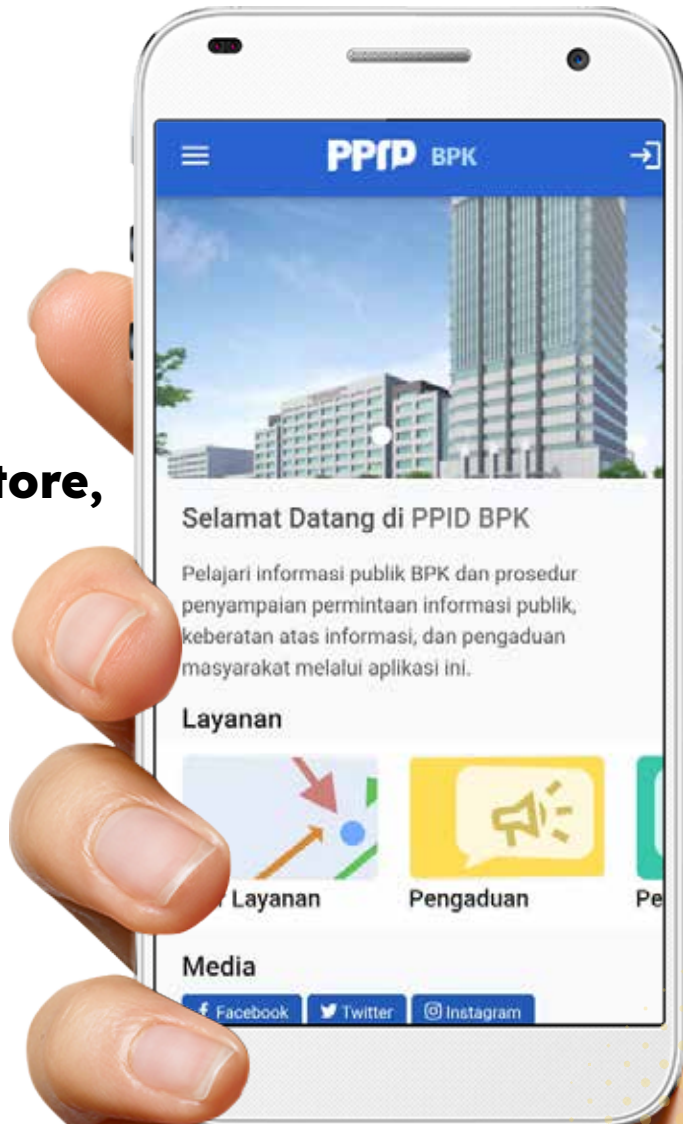 PPID BPK
tore,
Selamat Datang di PPID BPK
Pelajari informasi publik BPK dan prosedur
penyampaian permintaan informasi publik,
keberatan atas informasi, dan pengaduan
masyarakat melalui aplikasi ini.
Layanan
Layanan Pengaduan Pe
Media
Facebook Twitter Instagram